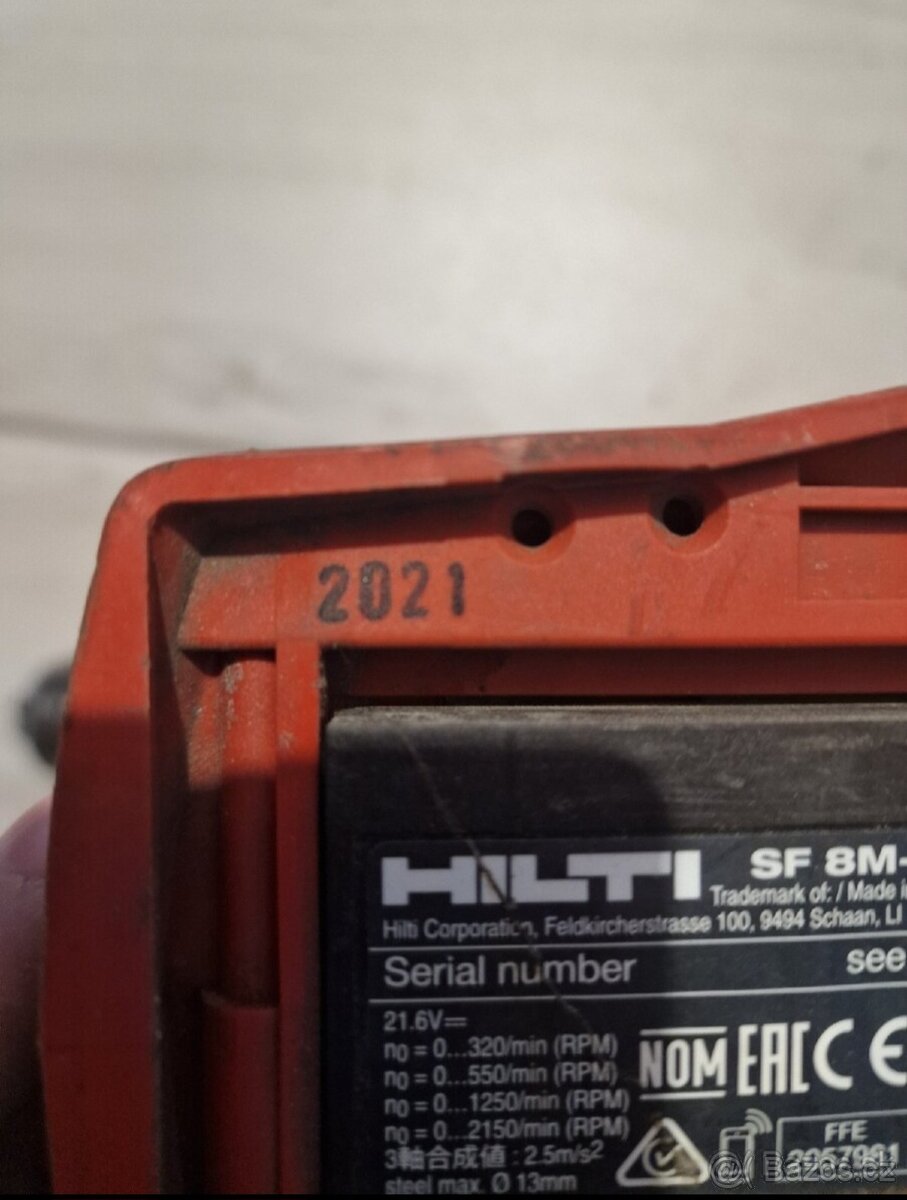 2021
HILTI SF 8M-
Trademark of: / Made i
Hilti Corporation, Feldkircherstrasse 100, 9494 Schaan, LI
Serial number see
21.6V⎓
n0 = 0...320/min (RPM)
n0 = 0...550/min (RPM)
n0 = 0...1250/min (RPM)
n0 = 0...2150/min (RPM)
3軸合成値 : 2.5m/s²
steel max. Ø 13mm
NOM EAC CE
FFE
Bazos.cz